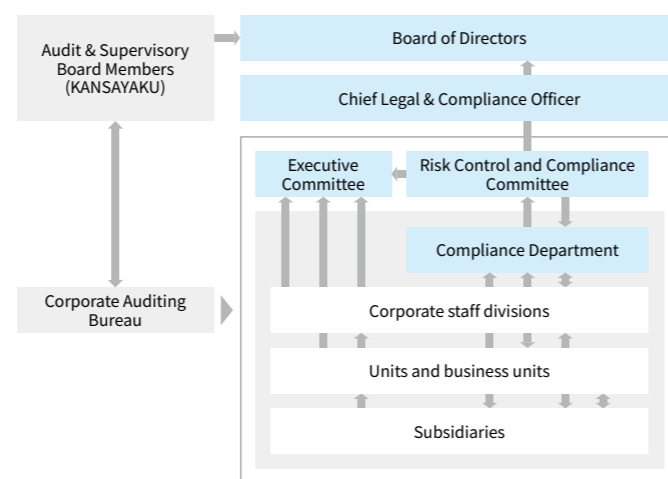 Audit & Supervisory
Board Members
(KANSAYAKU)
Board of Directors
Chief Legal & Compliance Officer
Executive
Committee
Risk Control and Compliance
Committee
Compliance Department
Corporate Auditing
Bureau
Corporate staff divisions
Units and business units
Subsidiaries